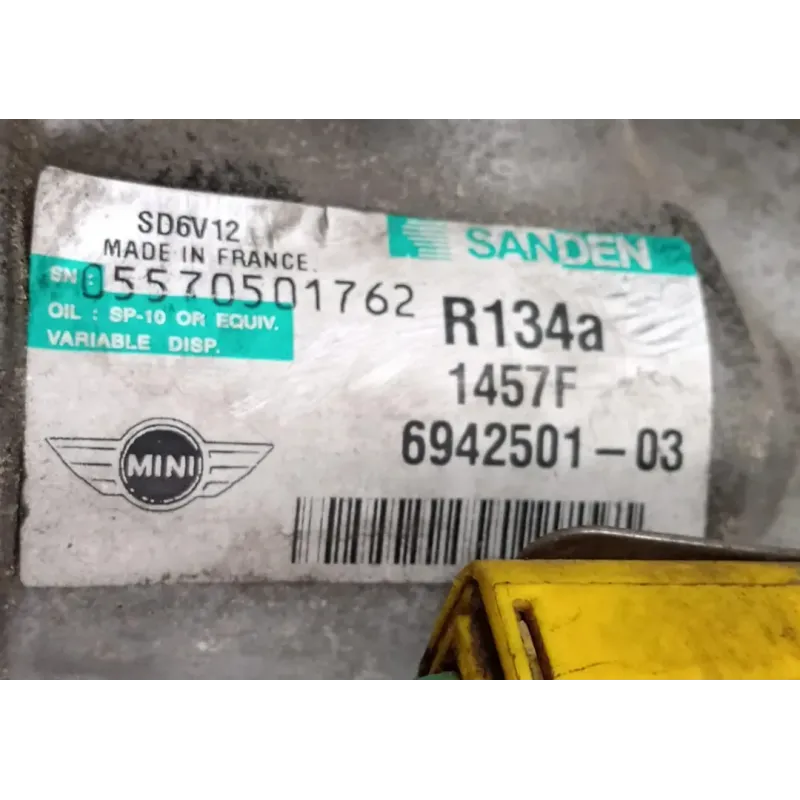 SD6V12
MADE IN FRANCE.
SANDEN
SN: 05570501762
OIL : SP-10 OR EQUIV.
VARIABLE DISP.
R134a
1457F
6942501-03
MINI